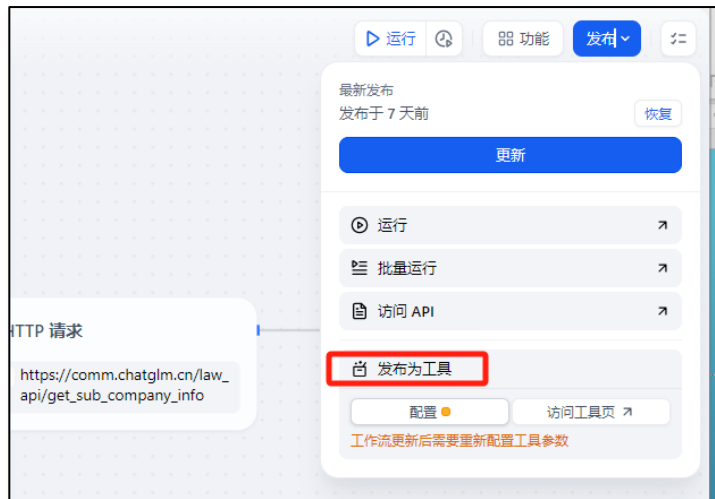 运行
功能
发布
最新发布
发布于 7 天前
恢复
更新
运行
批量运行
访问 API
HTTP 请求
https://comm.chatglm.cn/law_
api/get_sub_company_info
发布为工具
配置
访问工具页
工作流更新后需要重新配置工具参数